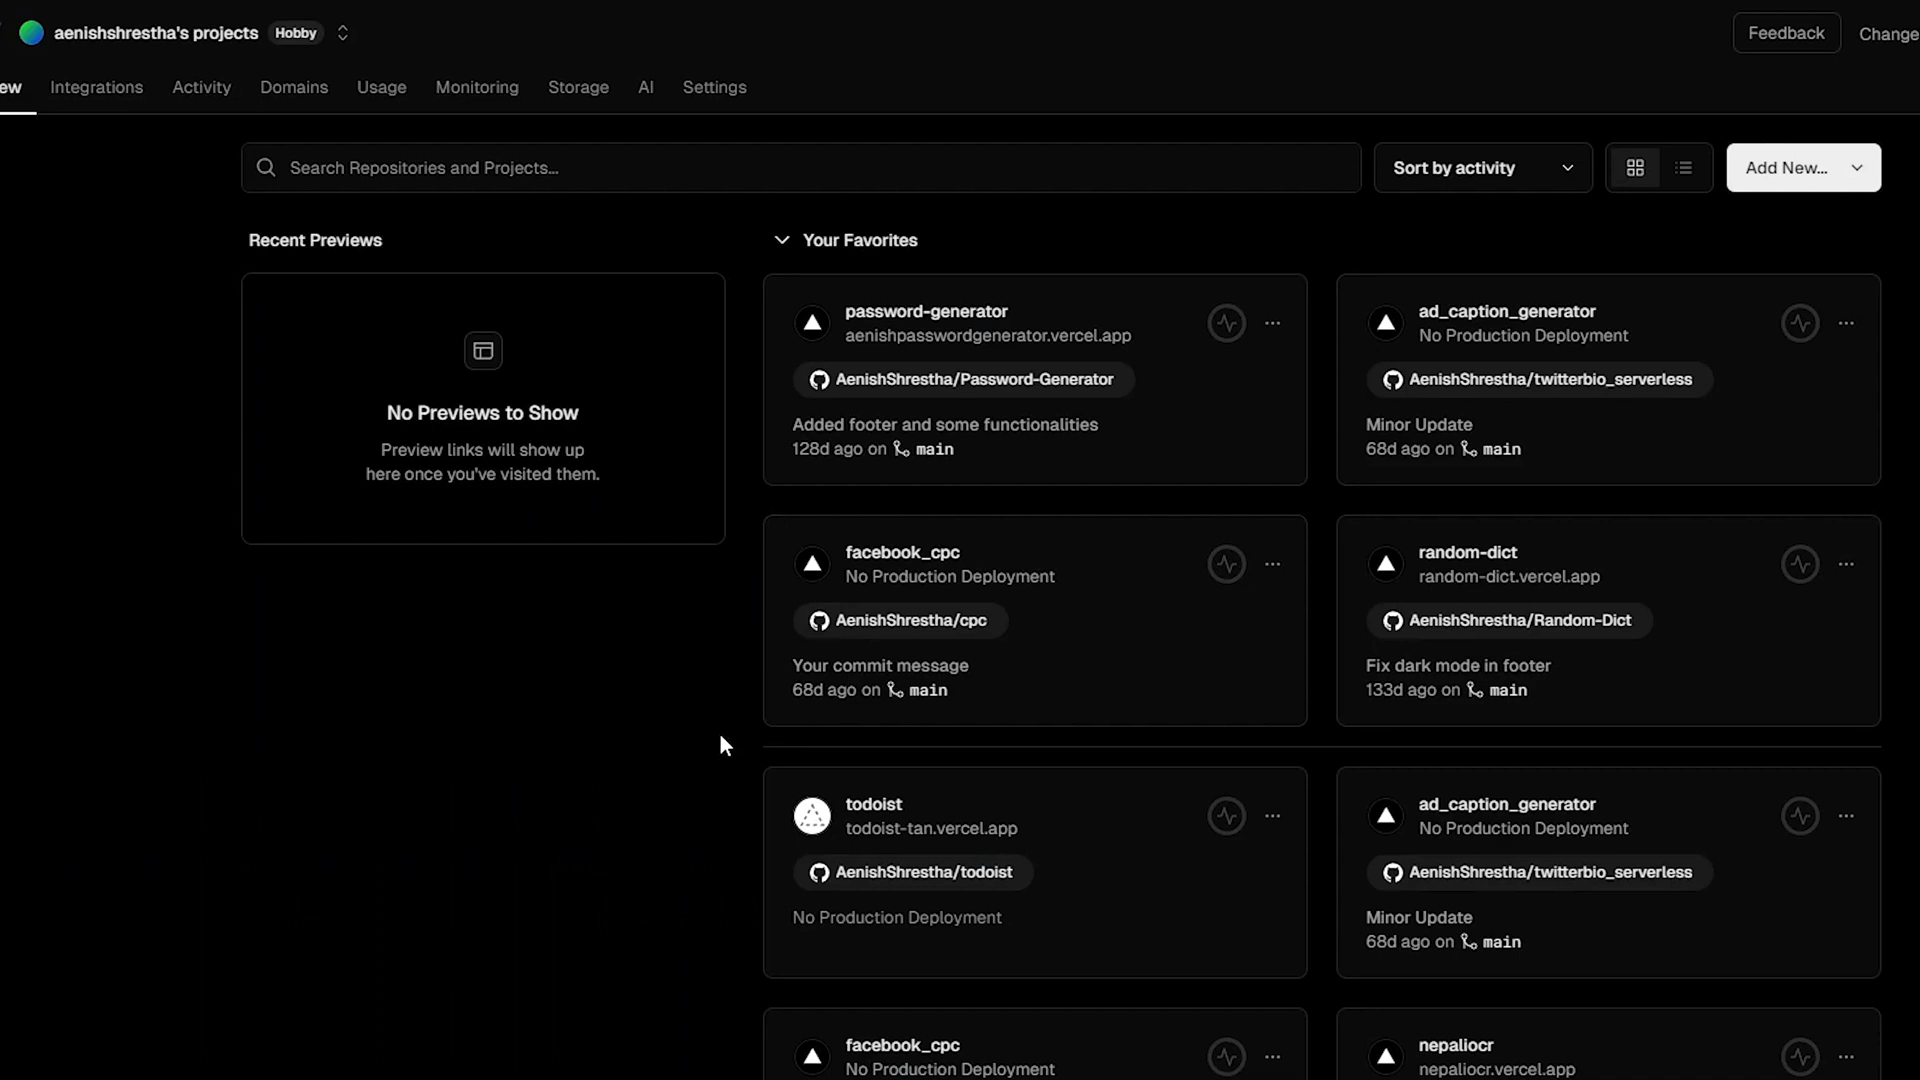 aenishshrestha's projects Hobby
Feedback
Change
ew Integrations Activity Domains Usage Monitoring Storage AI Settings
Search Repositories and Projects...
Sort by activity
Add New...
Recent Previews
No Previews to Show
Preview links will show up
here once you've visited them.
Your Favorites
password-generator
aenishpasswordgenerator.vercel.app
AenishShrestha/Password-Generator
Added footer and some functionalities
128d ago on main
ad_caption_generator
No Production Deployment
AenishShrestha/twitterbio_serverless
Minor Update
68d ago on main
facebook_cpc
No Production Deployment
AenishShrestha/cpc
Your commit message
68d ago on main
random-dict
random-dict.vercel.app
AenishShrestha/Random-Dict
Fix dark mode in footer
133d ago on main
todoist
todoist-tan.vercel.app
AenishShrestha/todoist
No Production Deployment
ad_caption_generator
No Production Deployment
AenishShrestha/twitterbio_serverless
Minor Update
68d ago on main
facebook_cpc
No Production Deployment
nepaliocr
nepaliocr.vercel.app